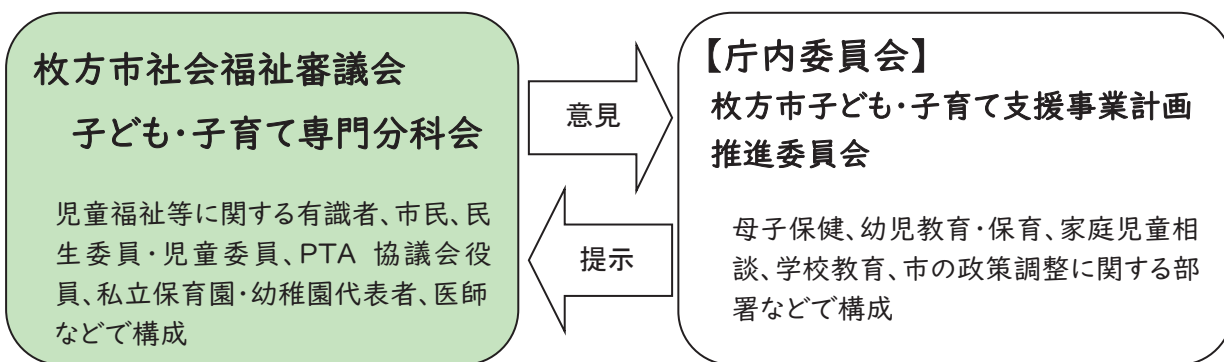 枚方市社会福祉審議会
子ども・子育て専門分科会
児童福祉等に関する有識者、市民、民
生委員・児童委員、PTA 協議会役
員、私立保育園・幼稚園代表者、医師
などで構成
意見
提示
【庁内委員会】
枚方市子ども・子育て支援事業計画
推進委員会
母子保健、幼児教育・保育、家庭児童相
談、学校教育、市の政策調整に関する部
署などで構成